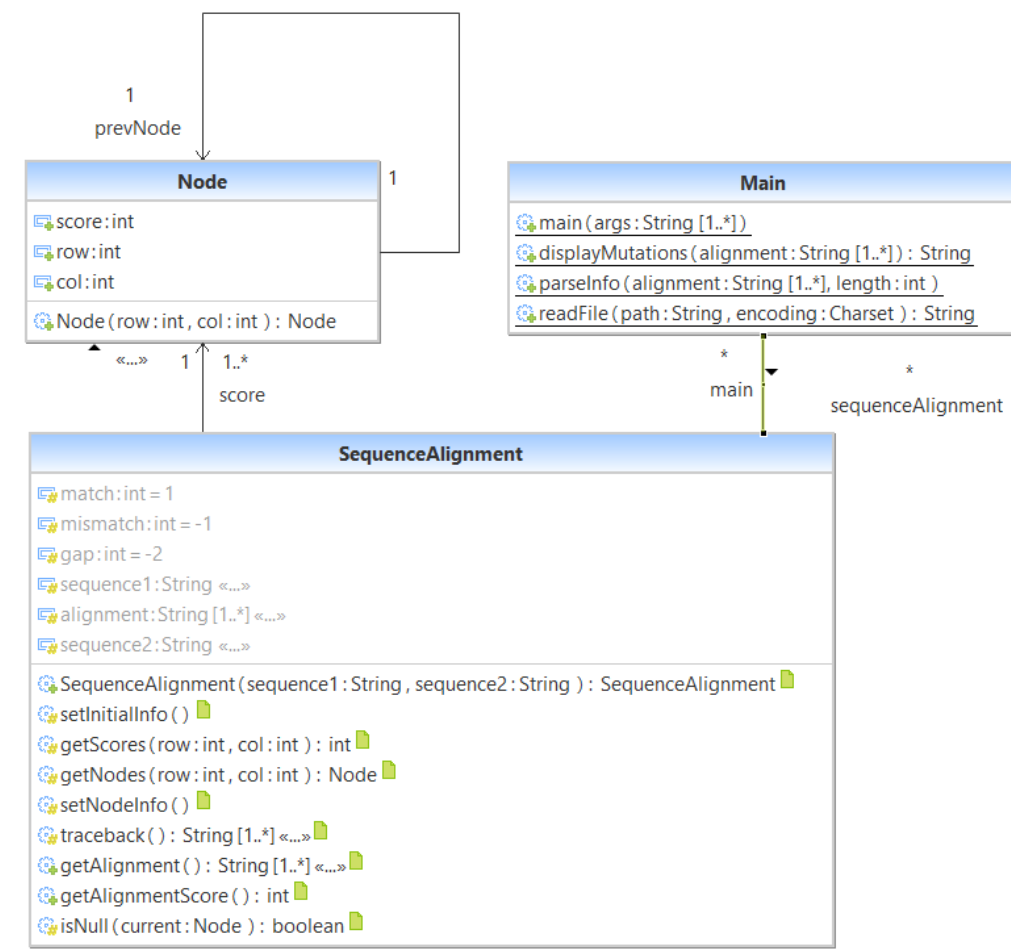 1
prevNode
Node
1
score:int
row:int
col:int
Node(row:int, col:int): Node
«...»
1
1..*
score
Main
main(args:String [1..*])
displayMutations(alignment:String [1..*]): String
parseInfo(alignment:String [1..*], length:int )
readFile(path:String, encoding:Charset ): String
*
main
*
sequenceAlignment
SequenceAlignment
match:int = 1
mismatch:int = -1
gap:int = -2
sequence1:String «...»
alignment:String [1..*] «...»
sequence2:String «...»
SequenceAlignment(sequence1:String, sequence2:String ): SequenceAlignment
setInitialInfo()
getScores(row:int, col:int): int
getNodes(row:int, col:int): Node
setNodeInfo()
traceback(): String [1..*] «...»
getAlignment(): String [1..*] «...»
getAlignmentScore(): int
isNull(current:Node ): boolean